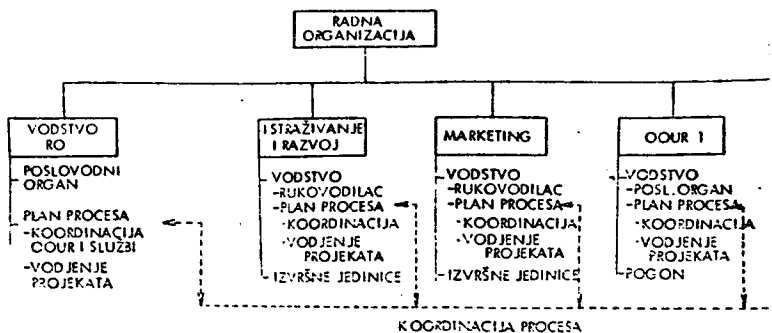 RADNA
ORGANIZACIJA
VODSTVO
RO
POSLOVODNI
ORGAN
PLAN PROCESA
-KOORDINACIJA
OOUR I SLUŽBI
-VODJENJE
PROJEKATA
ISTRAŽIVANJE
I RAZVOJ
VODSTVO
-RUKOVODILAC
-PLAN PROCESA
-KOORDINACIJA
-VODJENJE
PROJEKATA
IZVRŠNE JEDINICE
MARKETING
VODSTVO
-RUKOVODILAC
-PLAN PROCESA
-KOORDINACIJA
-VODJENJE
PROJEKATA
IZVRŠNE JEDINICE
OOUR 1
VODSTVO
-POSL.ORGAN
-PLAN PROCESA
-KOORDINACIJA
-VODJENJE
PROJEKATA
-POGON
KOORDINACIJA PROCESA